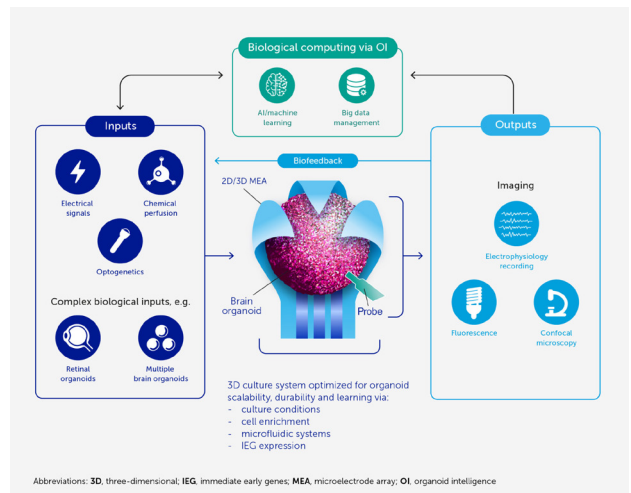 Biological computing via OI
AI/machine
learning
Big data
management
Inputs
Electrical
signals
Chemical
perfusion
Optogenetics
Complex biological inputs, e.g.
Retinal
organoids
Multiple
brain organoids
Biofeedback
2D/3D MEA
Brain
organoid
Probe
3D culture system optimized for organoid
scalability, durability and learning via:
- culture conditions
- cell enrichment
- microfluidic systems
- IEG expression
Outputs
Imaging
Electrophysiology
recording
Fluorescence
Confocal
microscopy
Abbreviations: 3D, three-dimensional; IEG, immediate early genes; MEA, microelectrode array; OI, organoid intelligence